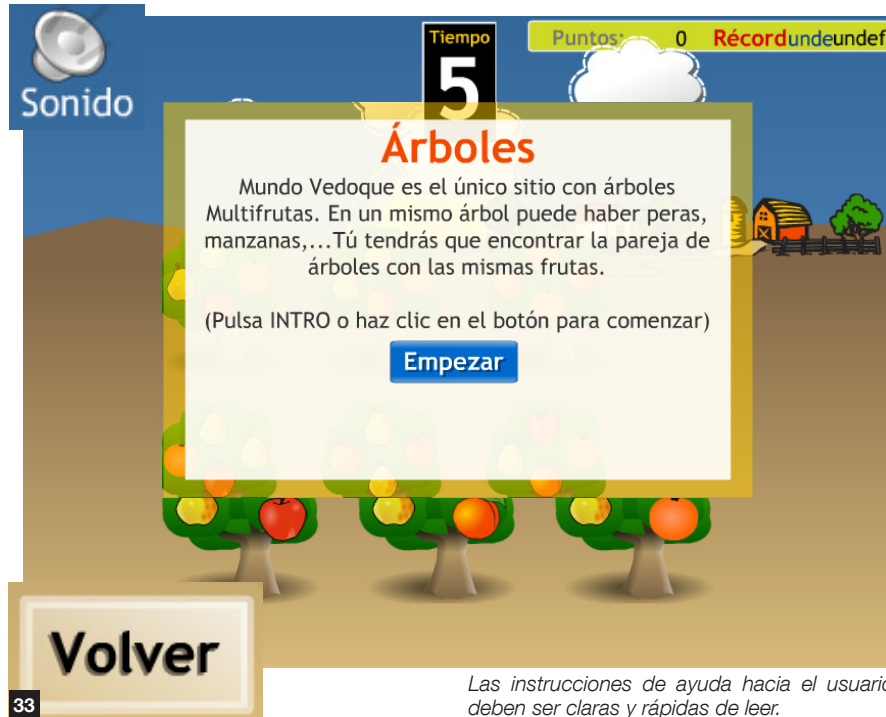 Sonido
Tiempo
5
Puntos: 0 Récordundeundef
Árboles
Mundo Vedoque es el único sitio con árboles
Multifrutas. En un mismo árbol puede haber peras,
manzanas,...Tú tendrás que encontrar la pareja de
árboles con las mismas frutas.
(Pulsa INTRO o haz clic en el botón para comenzar)
Empezar
Volver
33
Las instrucciones de ayuda hacia el usuario
deben ser claras y rápidas de leer.